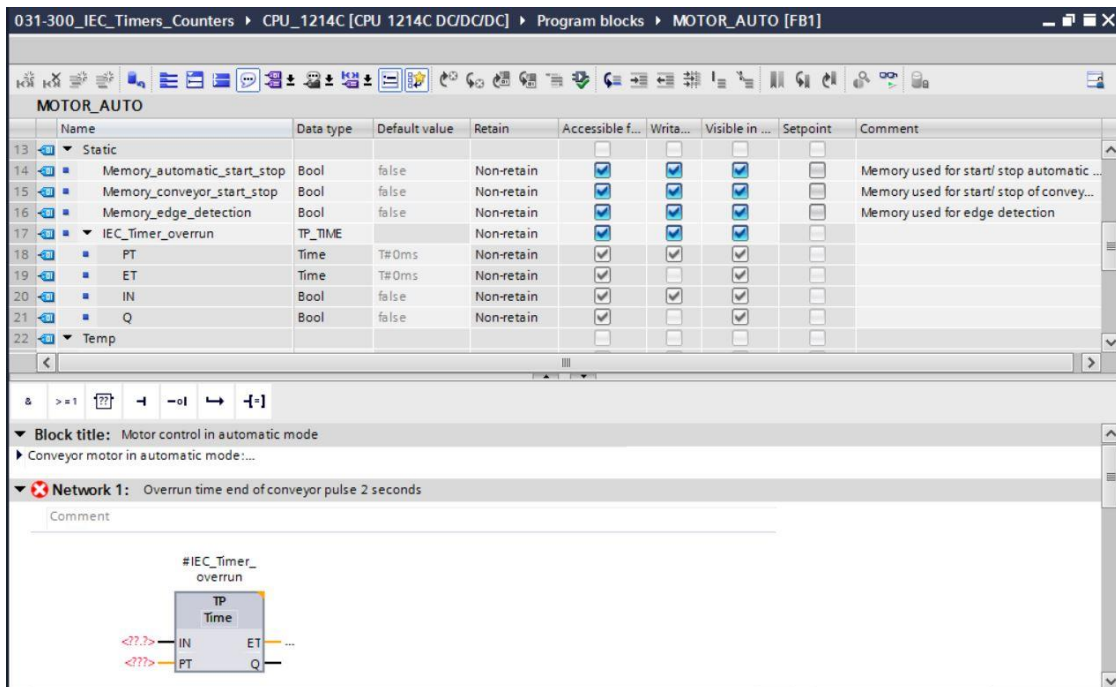 031-300_IEC_Timers_Counters ▸ CPU_1214C [CPU 1214C DC/DC/DC] ▸ Program blocks ▸ MOTOR_AUTO [FB1]
MOTOR_AUTO
Name Data type Default value Retain Accessible f... Writa... Visible in ... Setpoint Comment
13 Static
14 Memory_automatic_start_stop Bool false Non-retain Memory used for start/ stop automatic ...
15 Memory_conveyor_start_stop Bool false Non-retain Memory used for start/ stop of convey...
16 Memory_edge_detection Bool false Non-retain Memory used for edge detection
17 IEC_Timer_overrun TP_TIME Non-retain
18 PT Time T#0ms Non-retain
19 ET Time T#0ms Non-retain
20 IN Bool false Non-retain
21 Q Bool false Non-retain
22 Temp
& >=1 ??
Block title: Motor control in automatic mode
Conveyor motor in automatic mode:...
Network 1: Overrun time end of conveyor pulse 2 seconds
Comment
#IEC_Timer_
overrun
TP
Time
<??.?> IN ET ...
<???> PT Q